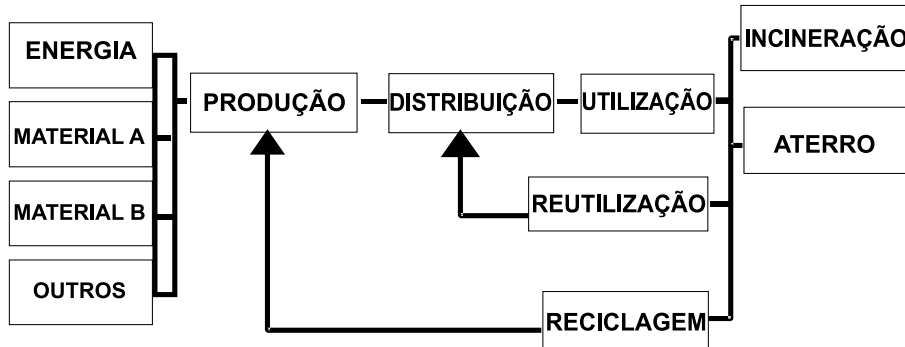 ENERGIA
MATERIAL A
MATERIAL B
OUTROS
PRODUÇÃO
DISTRIBUIÇÃO
UTILIZAÇÃO
INCINERAÇÃO
ATERRO
REUTILIZAÇÃO
RECICLAGEM